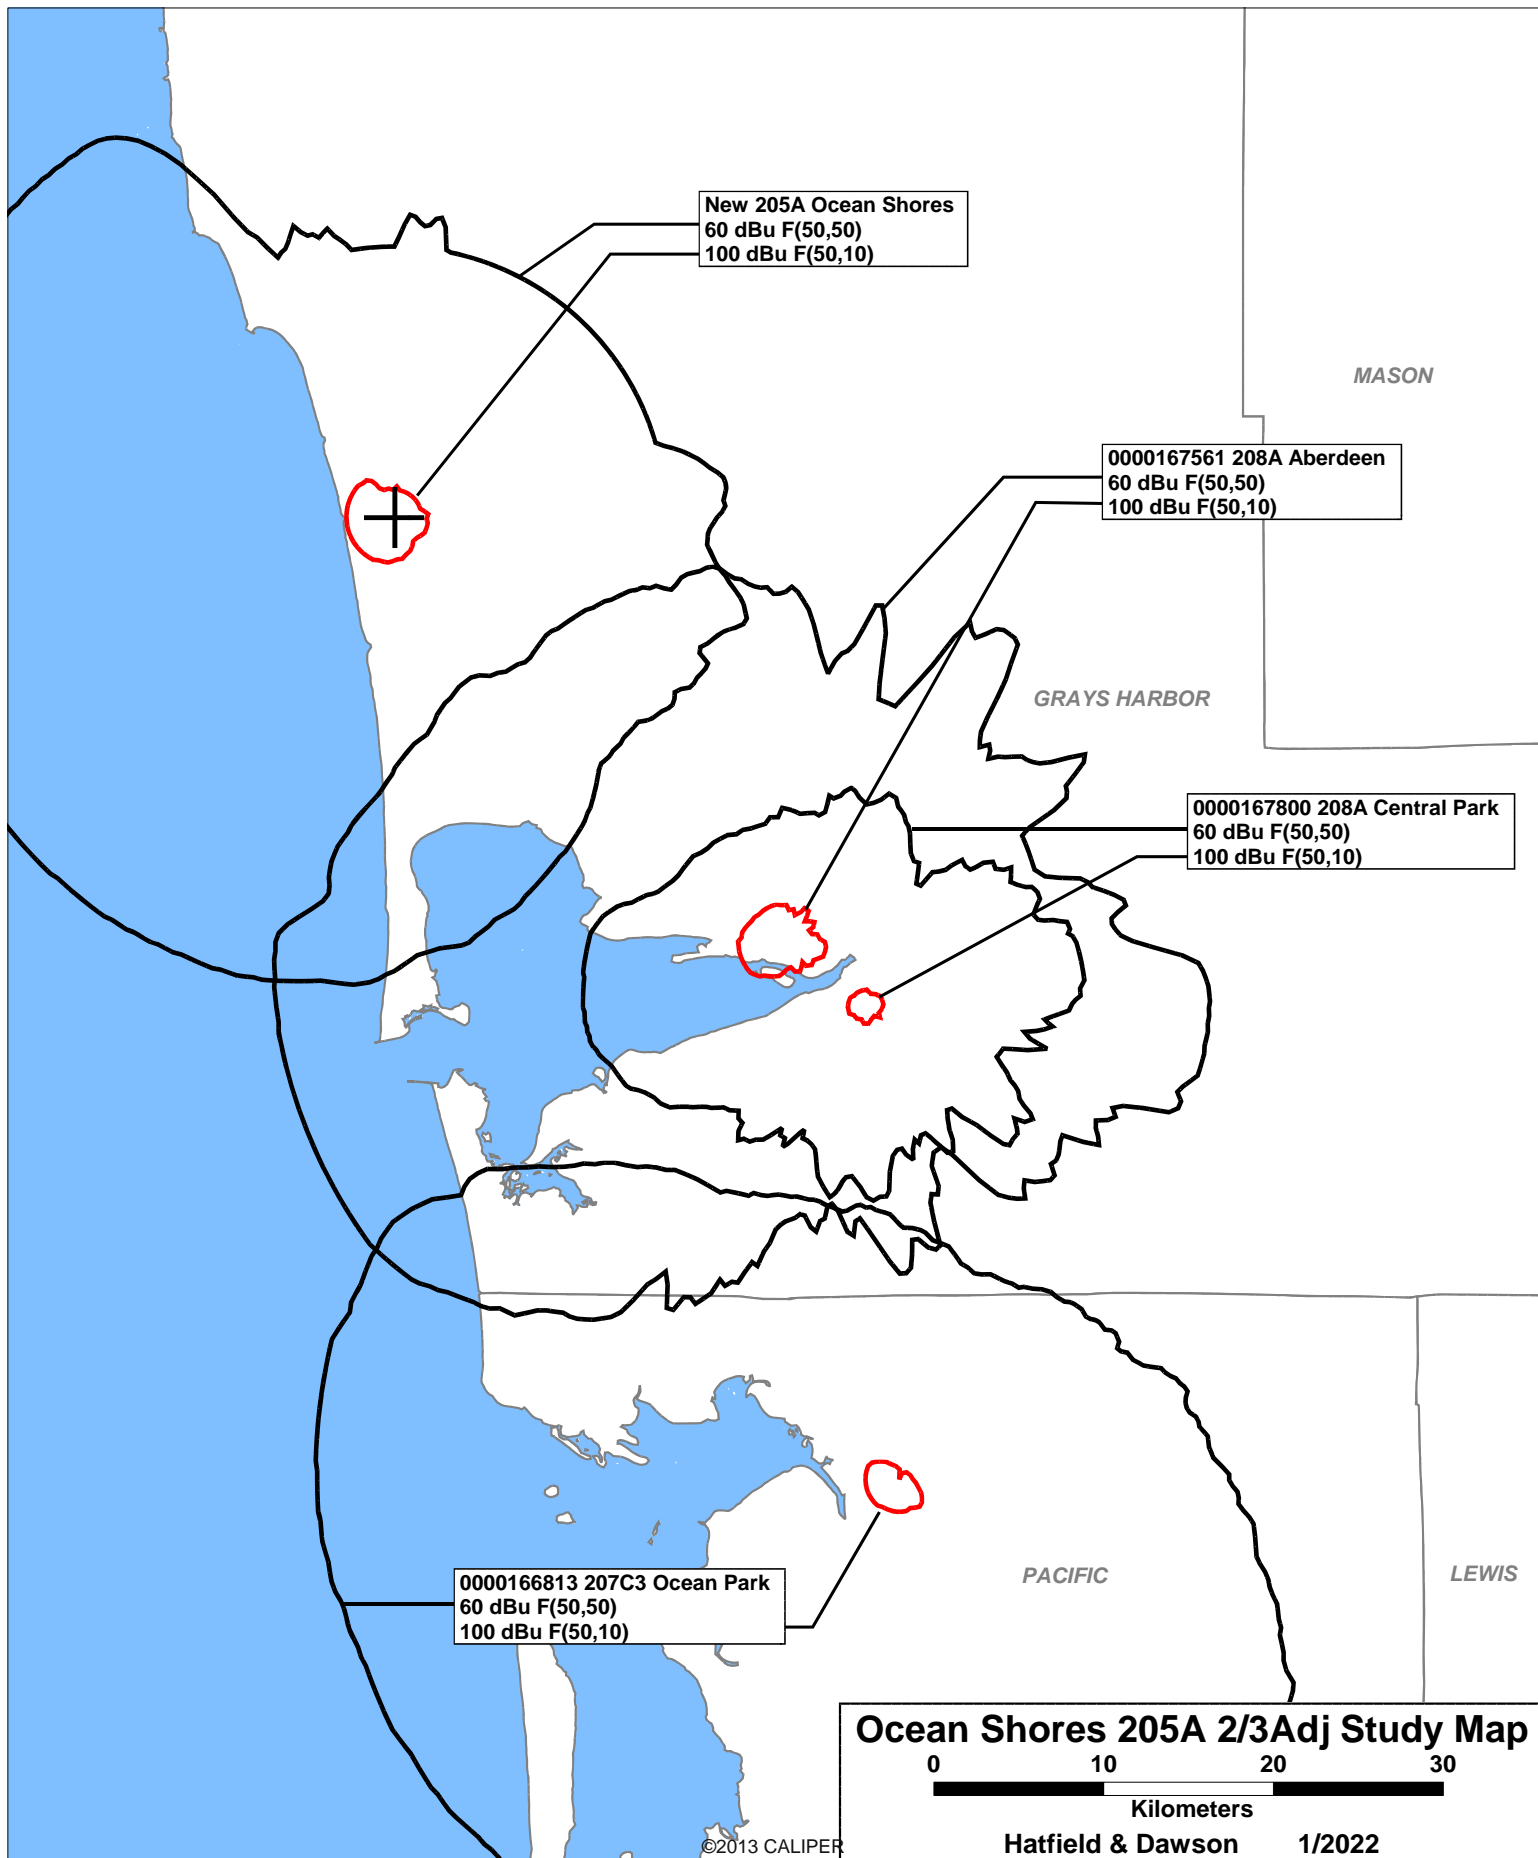 New 205A Ocean Shores
60 dBu F(50,50)
100 dBu F(50,10)
MASON
0000167561 208A Aberdeen
60 dBu F(50,50)
100 dBu F(50,10)
GRAYS HARBOR
0000167800 208A Central Park
60 dBu F(50,50)
100 dBu F(50,10)
0000166813 207C3 Ocean Park
60 dBu F(50,50)
100 dBu F(50,10)
PACIFIC
LEWIS
Ocean Shores 205A 2/3Adj Study Map
0 10 20 30
Kilometers
Hatfield & Dawson 1/2022
©2013 CALIPER